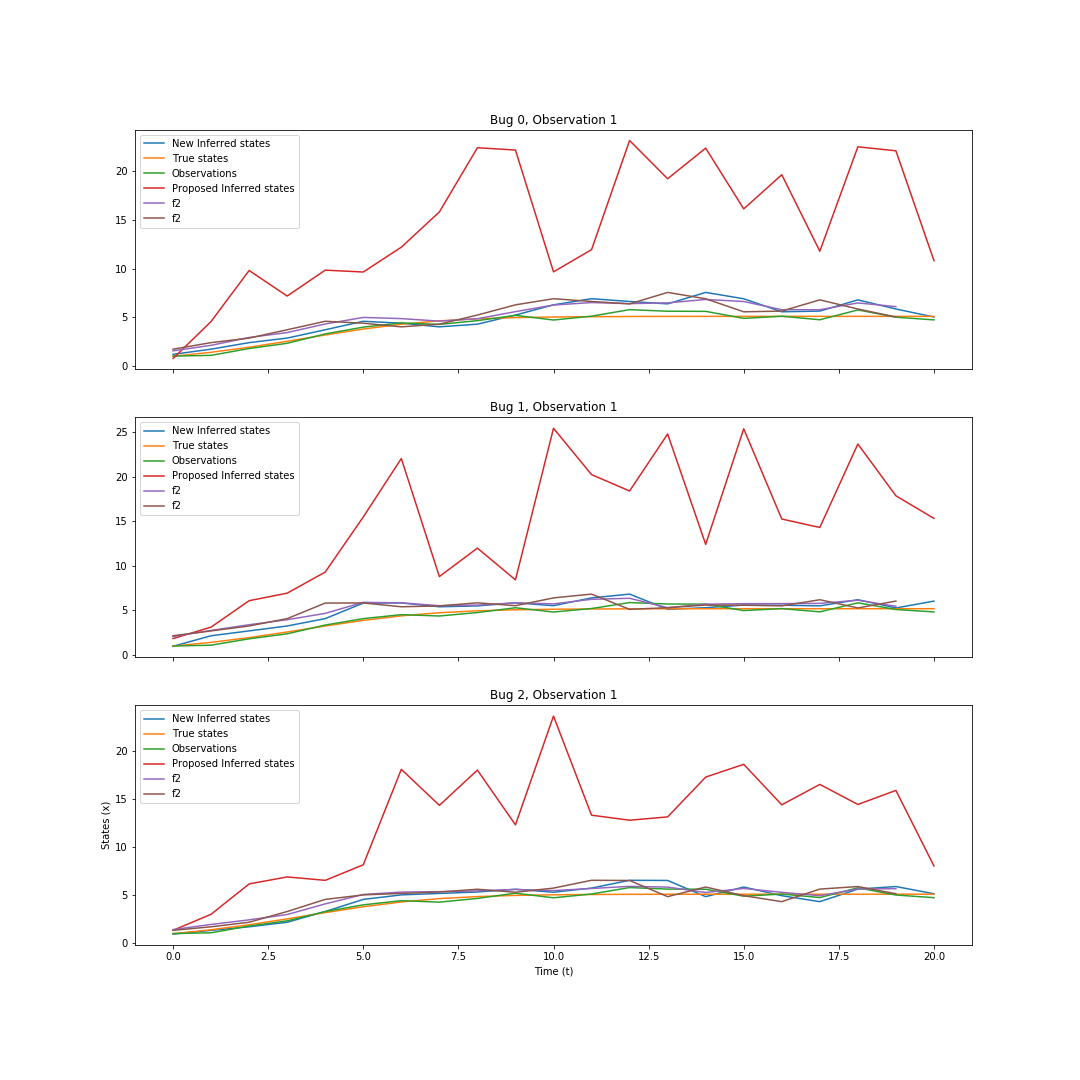 Bug 0, Observation 1
New Inferred states
True states
Observations
Proposed Inferred states
f2
f2
20
15
10
5
0
Bug 1, Observation 1
New Inferred states
True states
Observations
Proposed Inferred states
f2
f2
25
20
15
10
5
0
Bug 2, Observation 1
New Inferred states
True states
Observations
Proposed Inferred states
f2
f2
20
15
10
5
0
States (x)
0.0 2.5 5.0 7.5 10.0 12.5 15.0 17.5 20.0
Time (t)